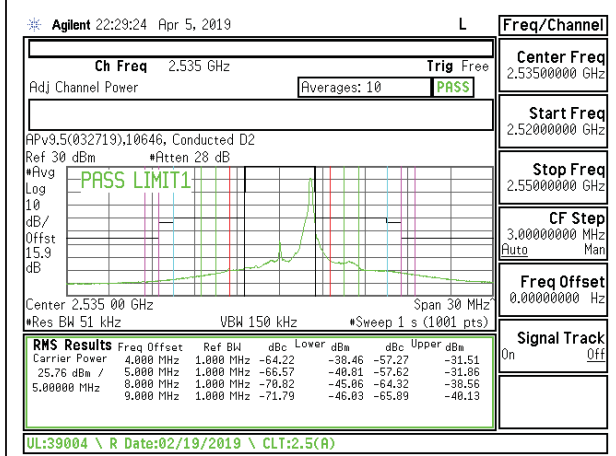 Agilent 22:29:24 Apr 5, 2019 L
Freq/Channel
Ch Freq 2.535 GHz Trig Free
Adj Channel Power Averages: 10 PASS
Center Freq
2.53500000 GHz
Start Freq
2.52000000 GHz
Stop Freq
2.55000000 GHz
CF Step
3.00000000 MHz
Auto Man
Freq Offset
0.00000000 Hz
Signal Track
On Off
APv9.5(032719),10646, Conducted D2
Ref 30 dBm #Atten 28 dB
#Avg
Log
10
dB/
Offst
15.9
dB
PASS LIMIT1
Center 2.535 00 GHz Span 30 MHz^
#Res BW 51 kHz VBW 150 kHz #Sweep 1 s (1001 pts)
RMS Results Freq Offset Ref BW dBc Lower dBm dBc Upper dBm
Carrier Power 4.000 MHz 1.000 MHz -64.22 -38.46 -57.27 -31.51
25.76 dBm / 5.000 MHz 1.000 MHz -66.57 -40.81 -57.62 -31.86
5.00000 MHz 8.000 MHz 1.000 MHz -70.82 -45.06 -64.32 -38.56
9.000 MHz 1.000 MHz -71.79 -46.03 -65.89 -40.13
UL:39004 \ R Date:02/19/2019 \ CLT:2.5(A)